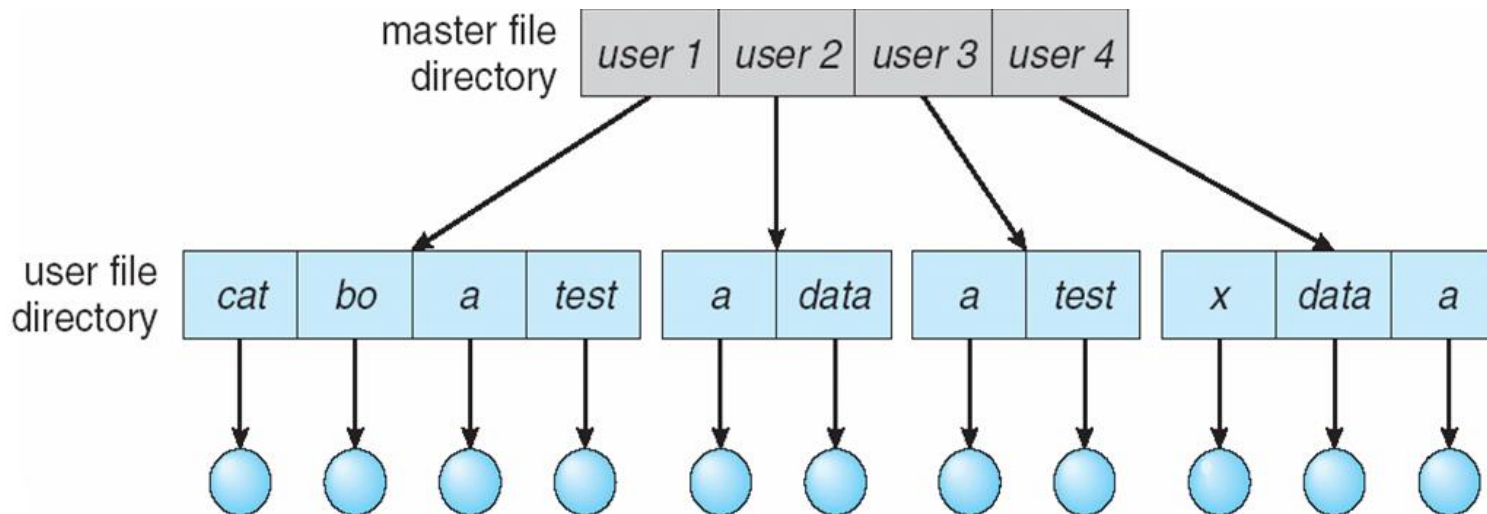 master file
directory
user 1 user 2 user 3 user 4
user file
directory
cat bo a test a data a test x data a